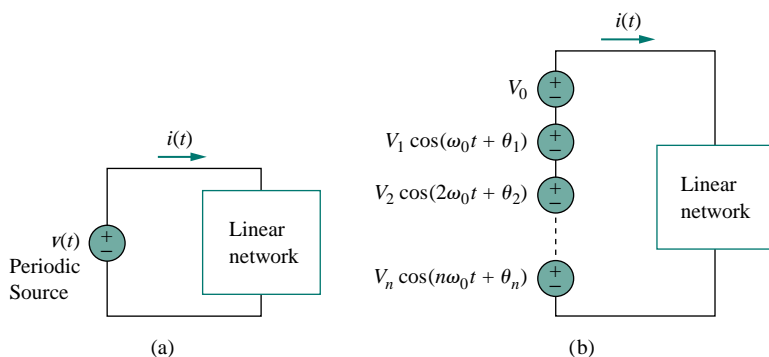 i(t)
+
−
v(t)
Periodic
Source
Linear
network
(a)
i(t)
V₀
+
−
V₁ cos(ω₀t + θ₁)
+
−
V₂ cos(2ω₀t + θ₂)
+
−
Vₙ cos(nω₀t + θₙ)
+
−
Linear
network
(b)